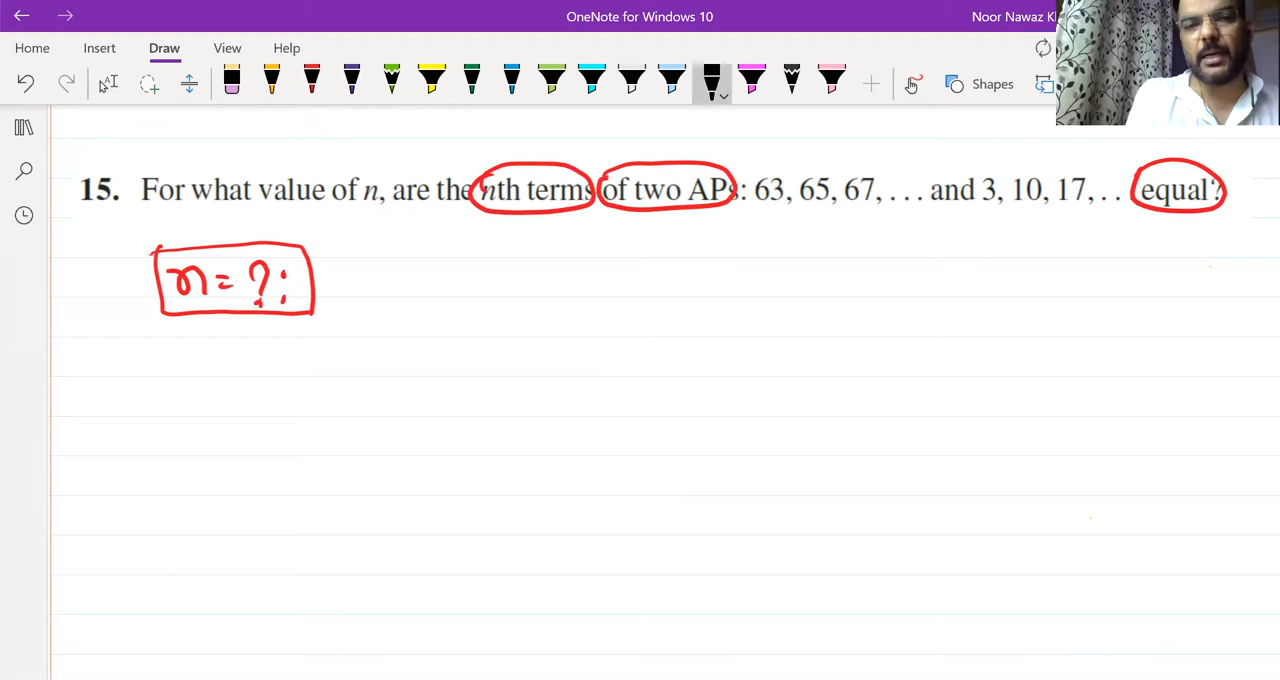 OneNote for Windows 10
Noor Nawaz Kh
Home Insert Draw View Help
Shapes
15. For what value of n, are the nth terms of two APs: 63, 65, 67, . . . and 3, 10, 17, . . . equal?
n = ? :